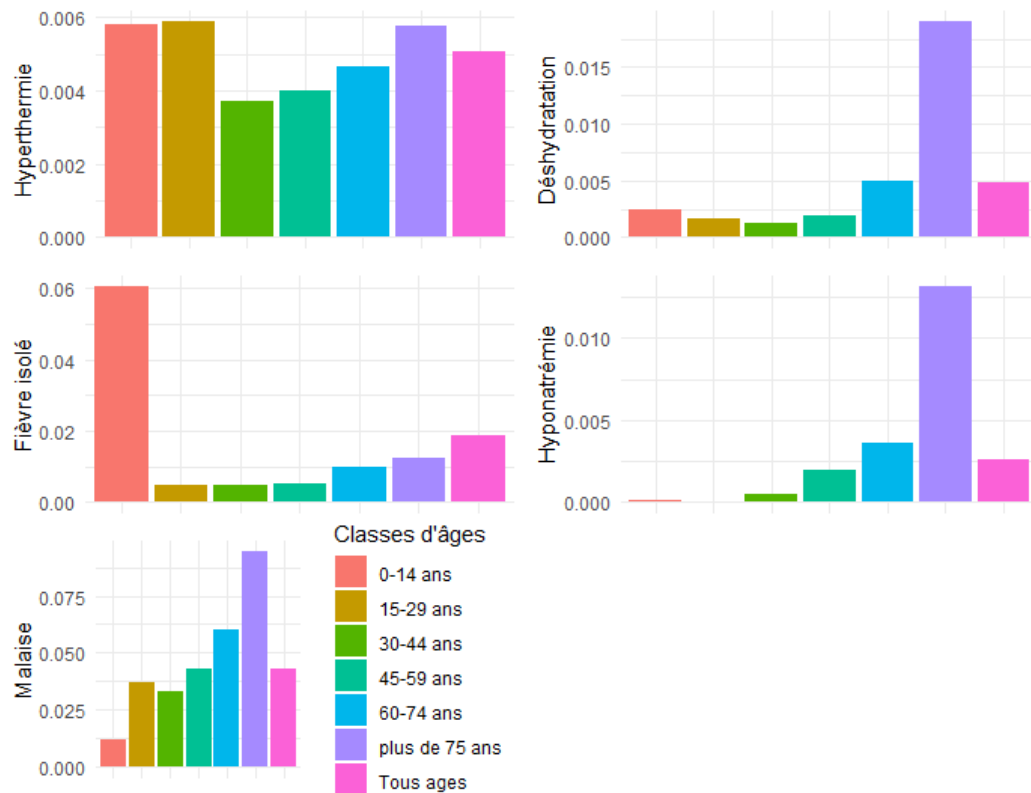 Hyperthermie
0.006
0.004
0.002
0.000
Déshydratation
0.015
0.010
0.005
0.000
Fièvre isolé
0.06
0.04
0.02
0.00
Hyponatrémie
0.010
0.005
0.000
Malaise
0.075
0.050
0.025
0.000
Classes d'âges
0-14 ans
15-29 ans
30-44 ans
45-59 ans
60-74 ans
plus de 75 ans
Tous ages